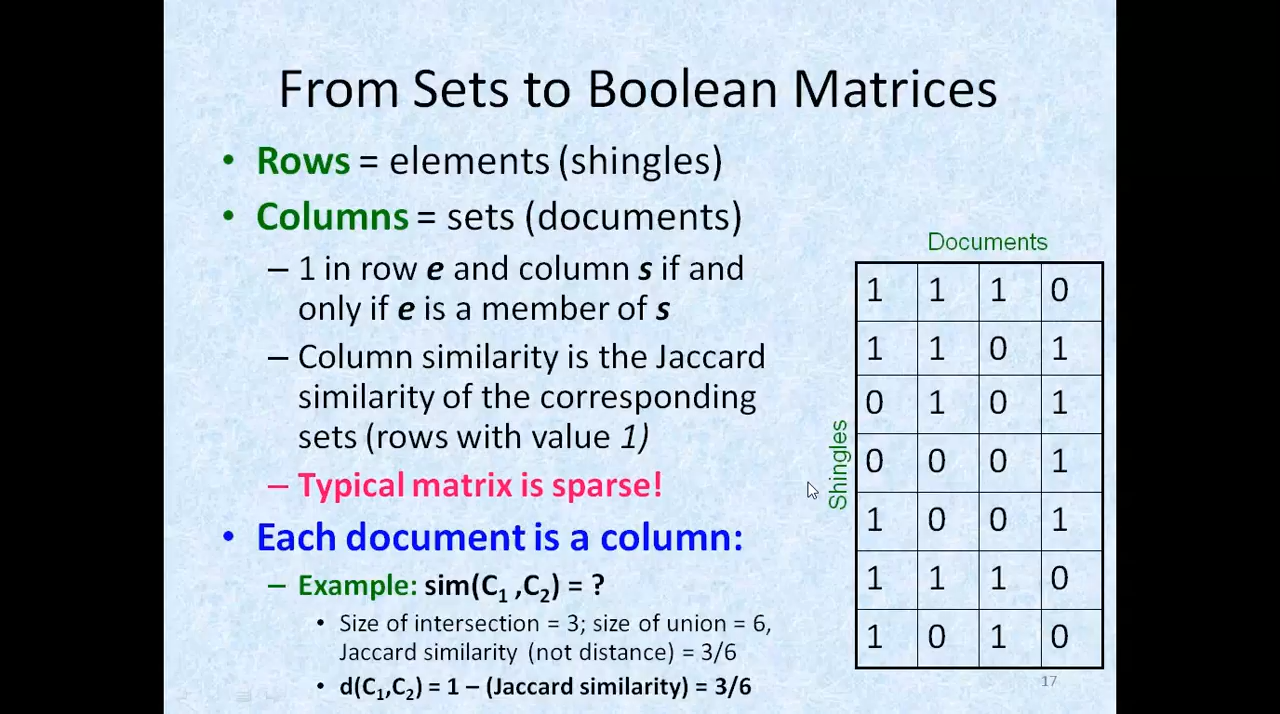 From Sets to Boolean Matrices
• Rows = elements (shingles)
• Columns = sets (documents)
– 1 in row e and column s if and
only if e is a member of s
– Column similarity is the Jaccard
similarity of the corresponding
sets (rows with value 1)
– Typical matrix is sparse!
• Each document is a column:
– Example: sim(C1 ,C2) = ?
• Size of intersection = 3; size of union = 6,
Jaccard similarity (not distance) = 3/6
• d(C1,C2) = 1 – (Jaccard similarity) = 3/6
Documents
Shingles
1 1 1 0
1 1 0 1
0 1 0 1
0 0 0 1
1 0 0 1
1 1 1 0
1 0 1 0
17